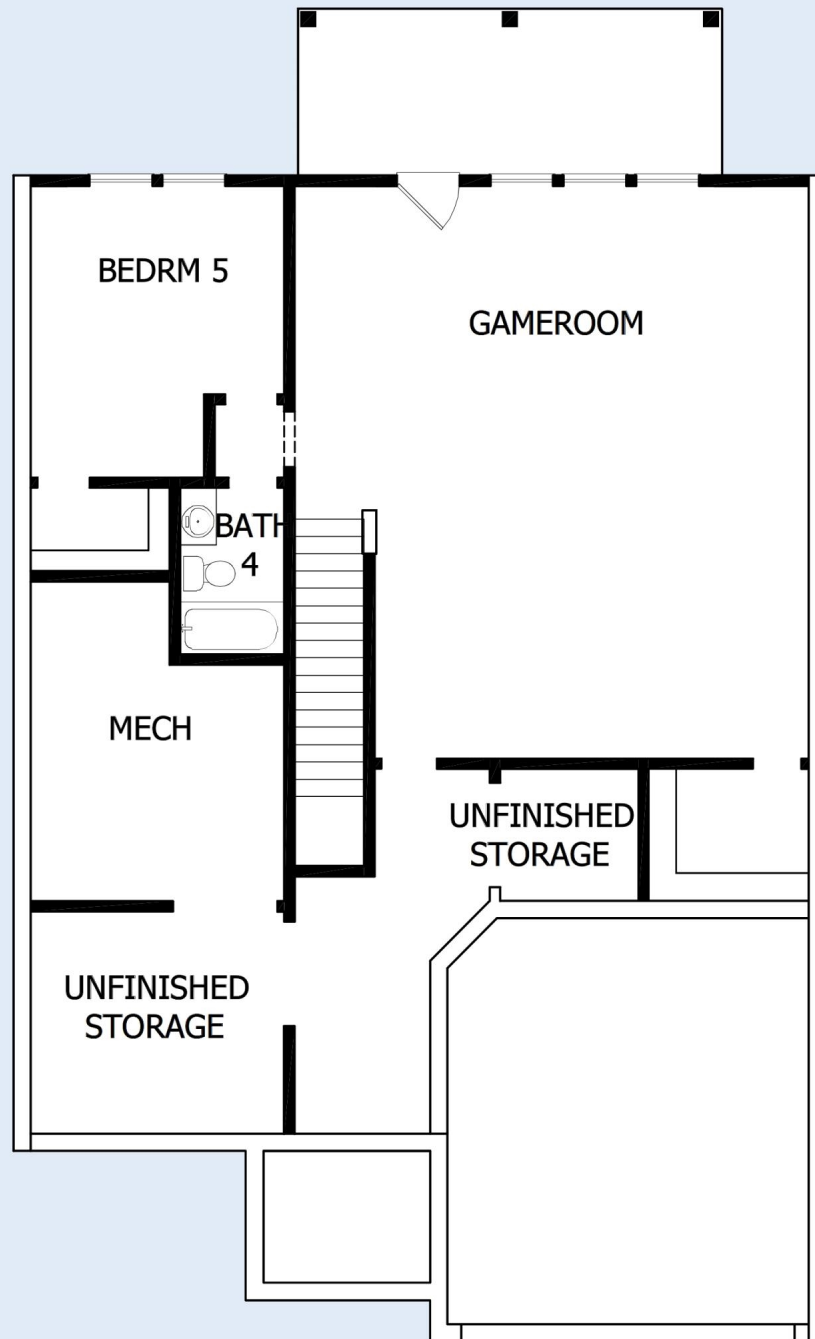 BEDRM 5
GAMEROOM
BATH
4
MECH
UNFINISHED
STORAGE
UNFINISHED
STORAGE